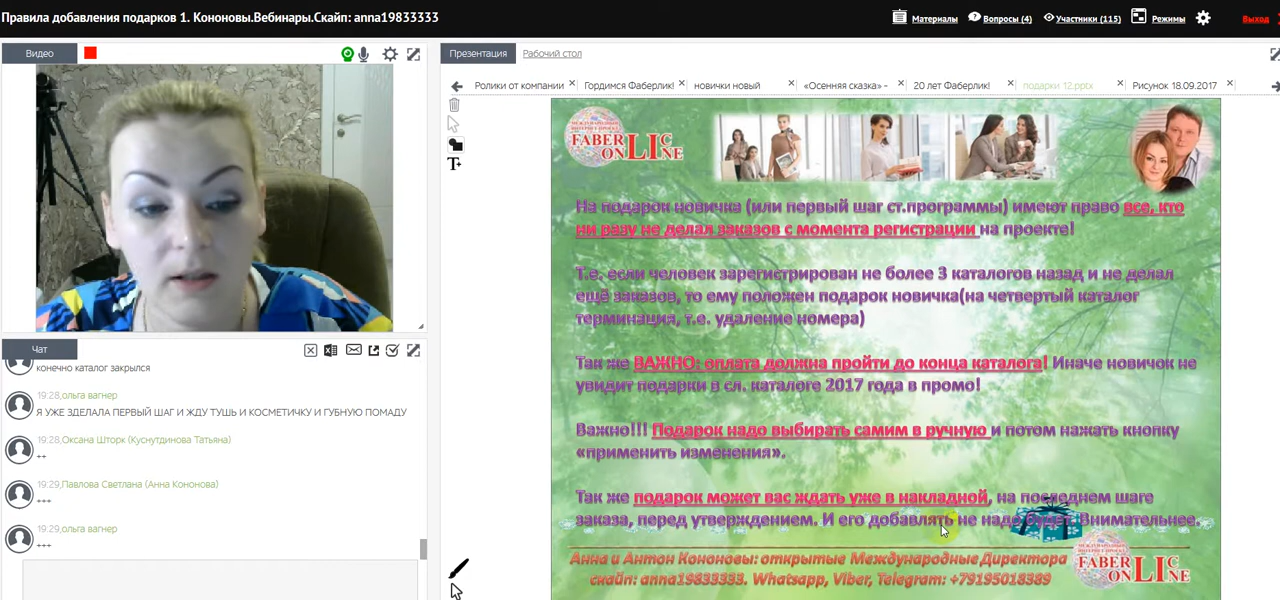 Правила добавления подарков 1. Кононовы.Вебинары.Скайп: anna19833333
Материалы
Вопросы (4)
Участники (115)
Режимы
Выход
Видео
Презентация
Рабочий стол
Ролики от компании
Гордимся Фаберлик!
новички новый
«Осенняя сказка» -
20 лет Фаберлик!
подарки 12.pptx
Рисунок 18.09.2017
FABERLIC
ONLINE
На подарок новичка (или первый шаг ст.программы) имеют право все, кто
ни разу не делал заказов с момента регистрации на проекте!
Т.е. если человек зарегистрирован не более 3 каталогов назад и не делал
ещё заказов, то ему положен подарок новичка(на четвертый каталог
терминация, т.е. удаление номера)
Так же ВАЖНО: оплата должна пройти до конца каталога! Иначе новичок не
увидит подарки в сл. каталоге 2017 года в промо!
Важно!!! Подарок надо выбирать самим в ручную и потом нажать кнопку
«применить изменения».
Так же подарок может вас ждать уже в накладной, на последнем шаге
заказа, перед утверждением. И его добавлять не надо будет. Внимательнее.
Анна и Антон Кононовы: открытые Международные Директора
скайп: anna19833333. Whatsapp, Viber, Telegram: +79195018389
FABERLIC
ONLINE
Чат
конечно каталог закрылся
19:28,ольга вагнер
Я УЖЕ ЗДЕЛАЛА ПЕРВЫЙ ШАГ И ЖДУ ТУШЬ И КОСМЕТИЧКУ И ГУБНУЮ ПОМАДУ
19:28,Оксана Шторк (Куснутдинова Татьяна)
++
19:29,Павлова Светлана (Анна Кононова)
+++
19:29,ольга вагнер
+++